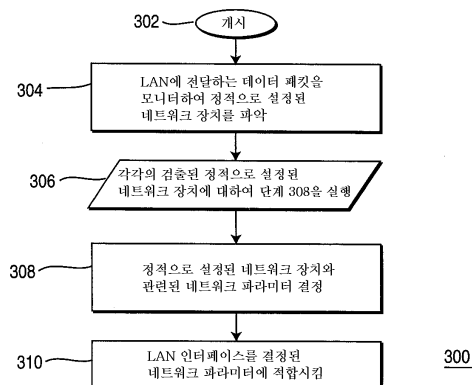 302
개시
304
LAN에 전달하는 데이터 패킷을
모니터하여 정적으로 설정된
네트워크 장치를 파악
306
각각의 검출된 정적으로 설정된
네트워크 장치에 대하여 단계 308을 실행
308
정적으로 설정된 네트워크 장치와
관련된 네트워크 파라미터 결정
310
LAN 인터페이스를 결정된
네트워크 파라미터에 적합시킴
300